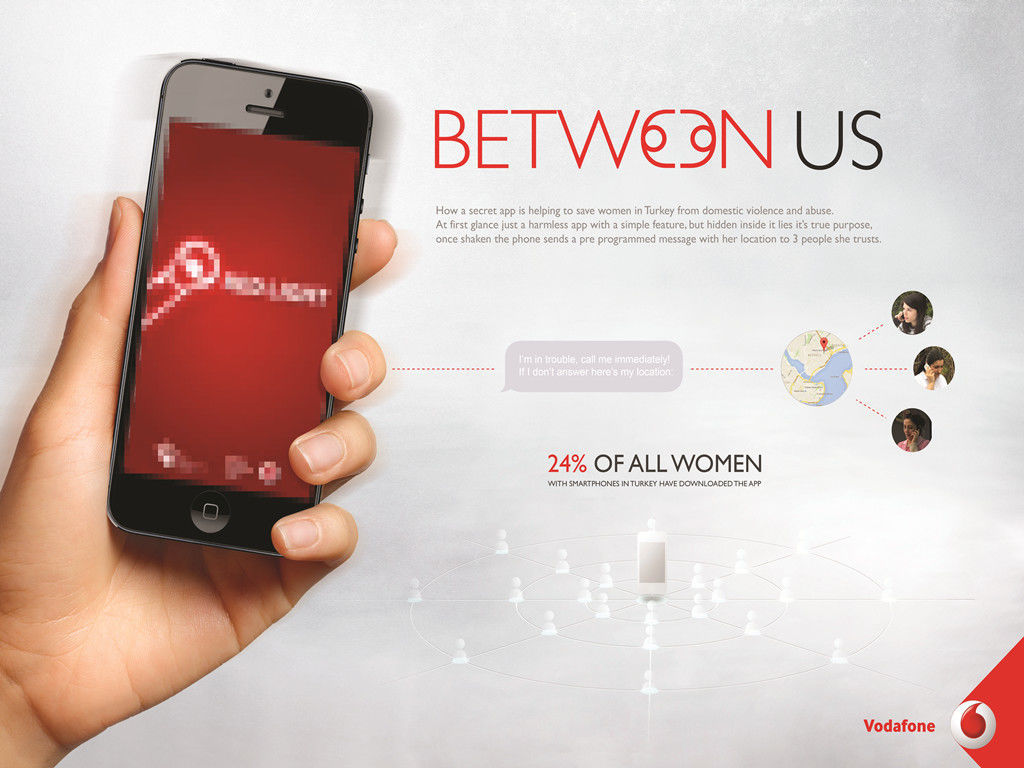 BETWEEN US
How a secret app is helping to save women in Turkey from domestic violence and abuse.
At first glance just a harmless app with a simple feature, but hidden inside it lies it's true purpose,
once shaken the phone sends a pre programmed message with her location to 3 people she trusts.
RED LIGHT
I'm in trouble, call me immediately!
If I don't answer here's my location:
24% OF ALL WOMEN
WITH SMARTPHONES IN TURKEY HAVE DOWNLOADED THE APP
Vodafone